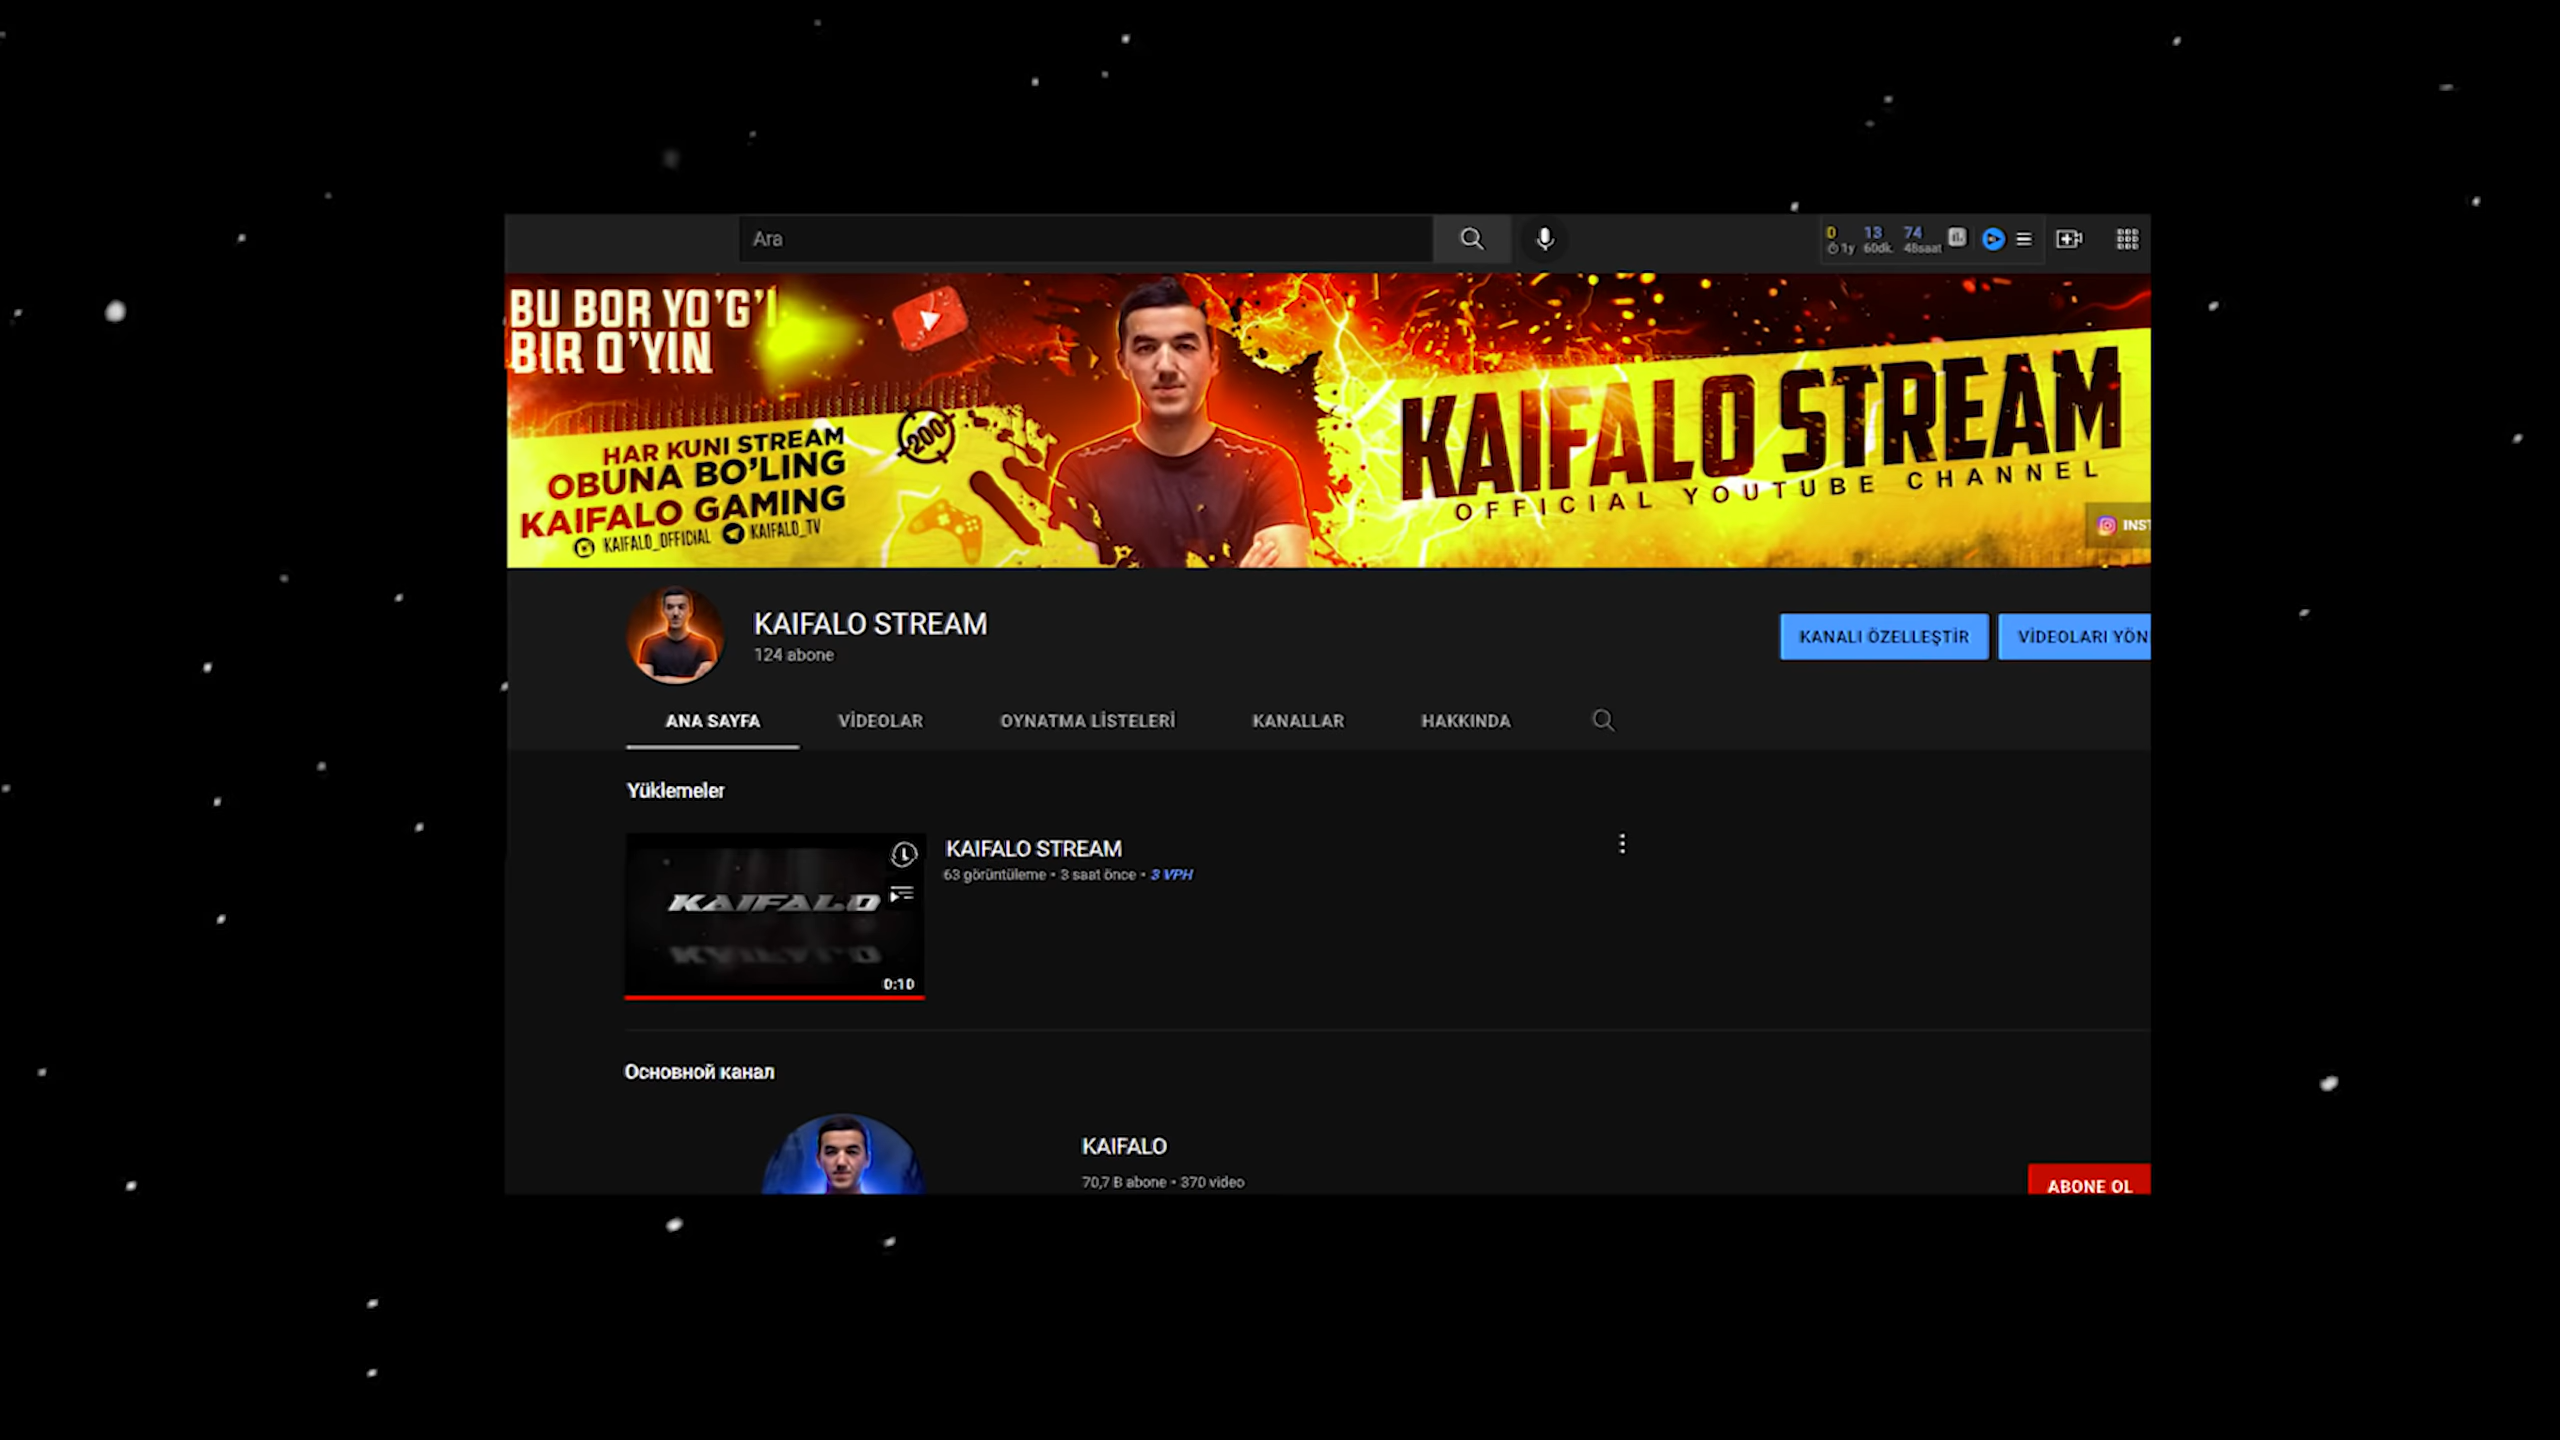 Ara
0 13 74
1y 60dk. 48saat
BU BOR YO'G'I
BIR O'YIN
200
HAR KUNI STREAM
OBUNA BO'LING
KAIFALO GAMING
KAIFALO_OFFICIAL KAIFALO_TV
KAIFALO STREAM
OFFICIAL YOUTUBE CHANNEL
INST
KAIFALO STREAM
124 abone
KANALI ÖZELLEŞTİR
VİDEOLARI YÖN
ANA SAYFA VİDEOLAR OYNATMA LİSTELERİ KANALLAR HAKKINDA
Yüklemeler
KAIFALO
0:10
KAIFALO STREAM
63 görüntüleme • 3 saat önce • 3 VPH
Основной канал
KAIFALO
70,7 B abone • 370 video
ABONE OL